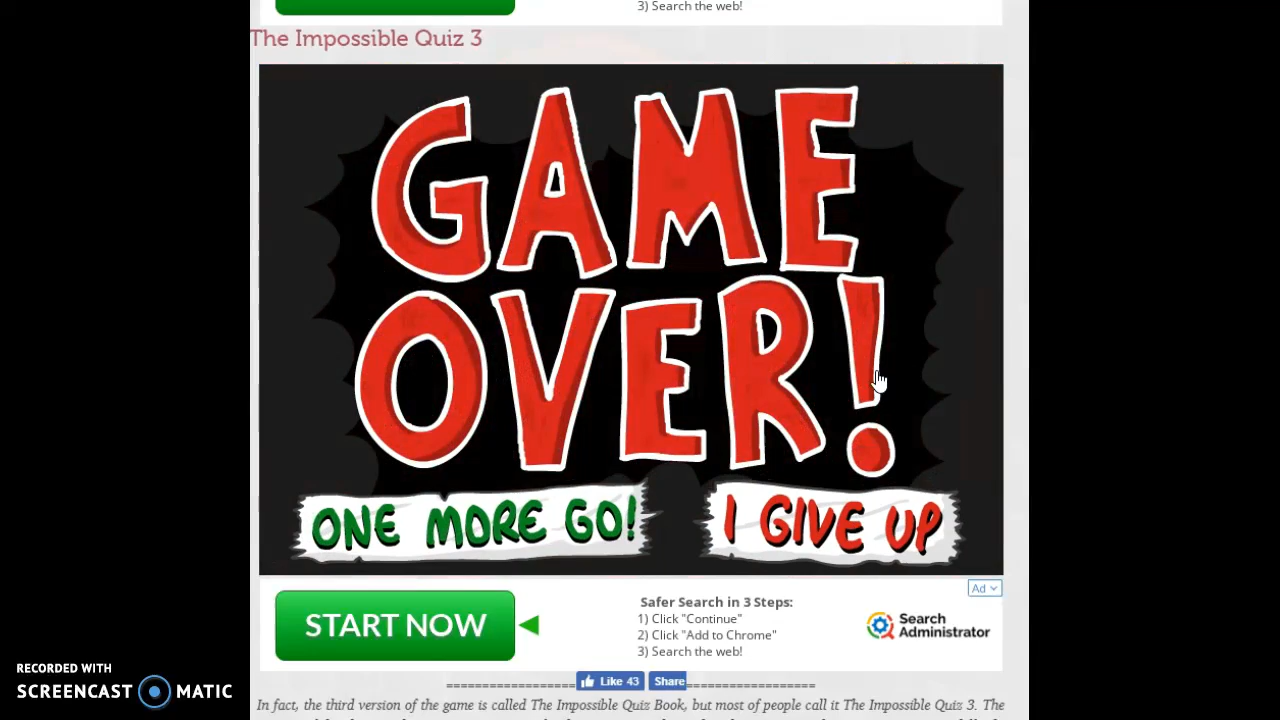 3) Search the web!
The Impossible Quiz 3
GAME
OVER!
ONE MORE GO!
I GIVE UP
Ad
START NOW
Safer Search in 3 Steps:
1) Click "Continue"
2) Click "Add to Chrome"
3) Search the web!
Search
Administrator
RECORDED WITH
SCREENCAST MATIC
Like 43
Share
In fact, the third version of the game is called The Impossible Quiz Book, but most of people call it The Impossible Quiz 3. The